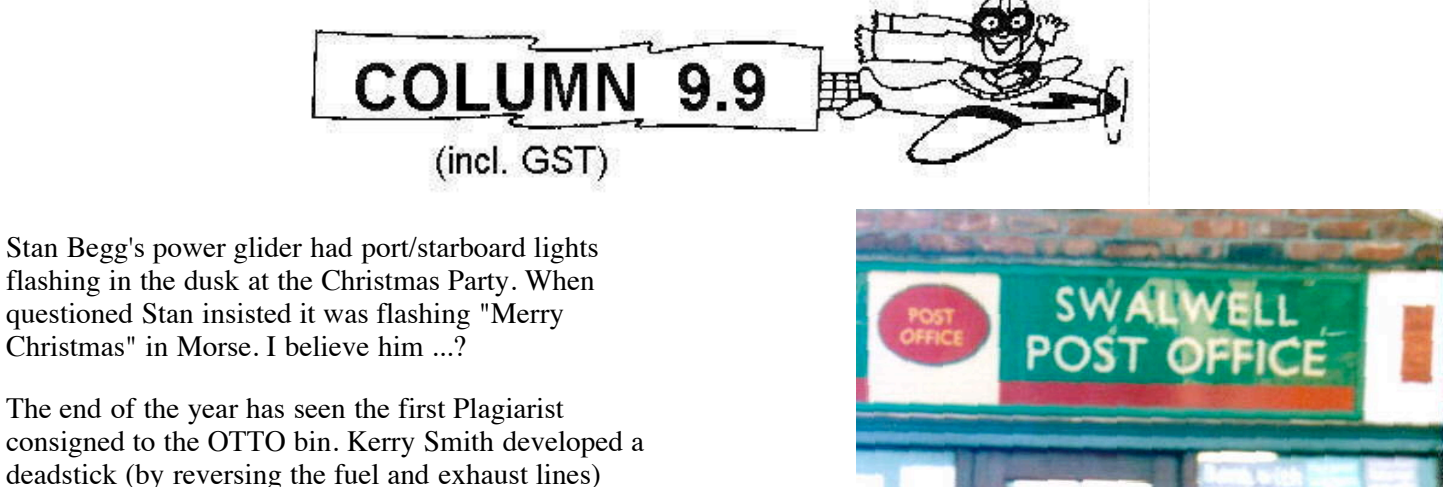 COLUMN 9.9
(incl. GST)
Stan Begg's power glider had port/starboard lights
flashing in the dusk at the Christmas Party. When
questioned Stan insisted it was flashing "Merry
Christmas" in Morse. I believe him ...?
The end of the year has seen the first Plagiarist
consigned to the OTTO bin. Kerry Smith developed a
deadstick (by reversing the fuel and exhaust lines)
POST
OFFICE
SWALWELL
POST OFFICE